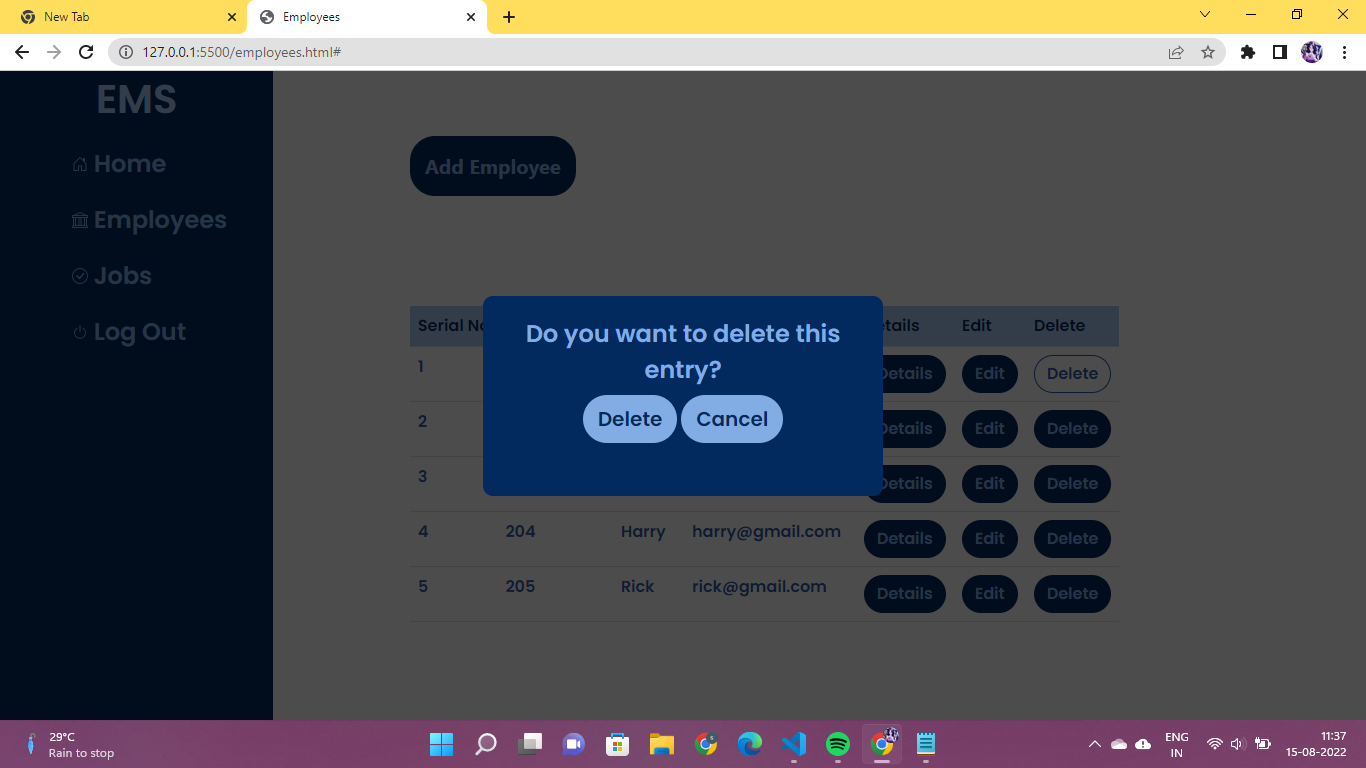 New Tab
Employees
127.0.0.1:5500/employees.html#
EMS
Home
Employees
Jobs
Log Out
Add Employee
Do you want to delete this
entry?
Delete Cancel
Edit Delete
1 Details Edit Delete
2 Details Edit Delete
3 Details Edit Delete
4 204 Harry harry@gmail.com Details Edit Delete
5 205 Rick rick@gmail.com Details Edit Delete
29°C
Rain to stop
ENG
IN
11:37
15-08-2022